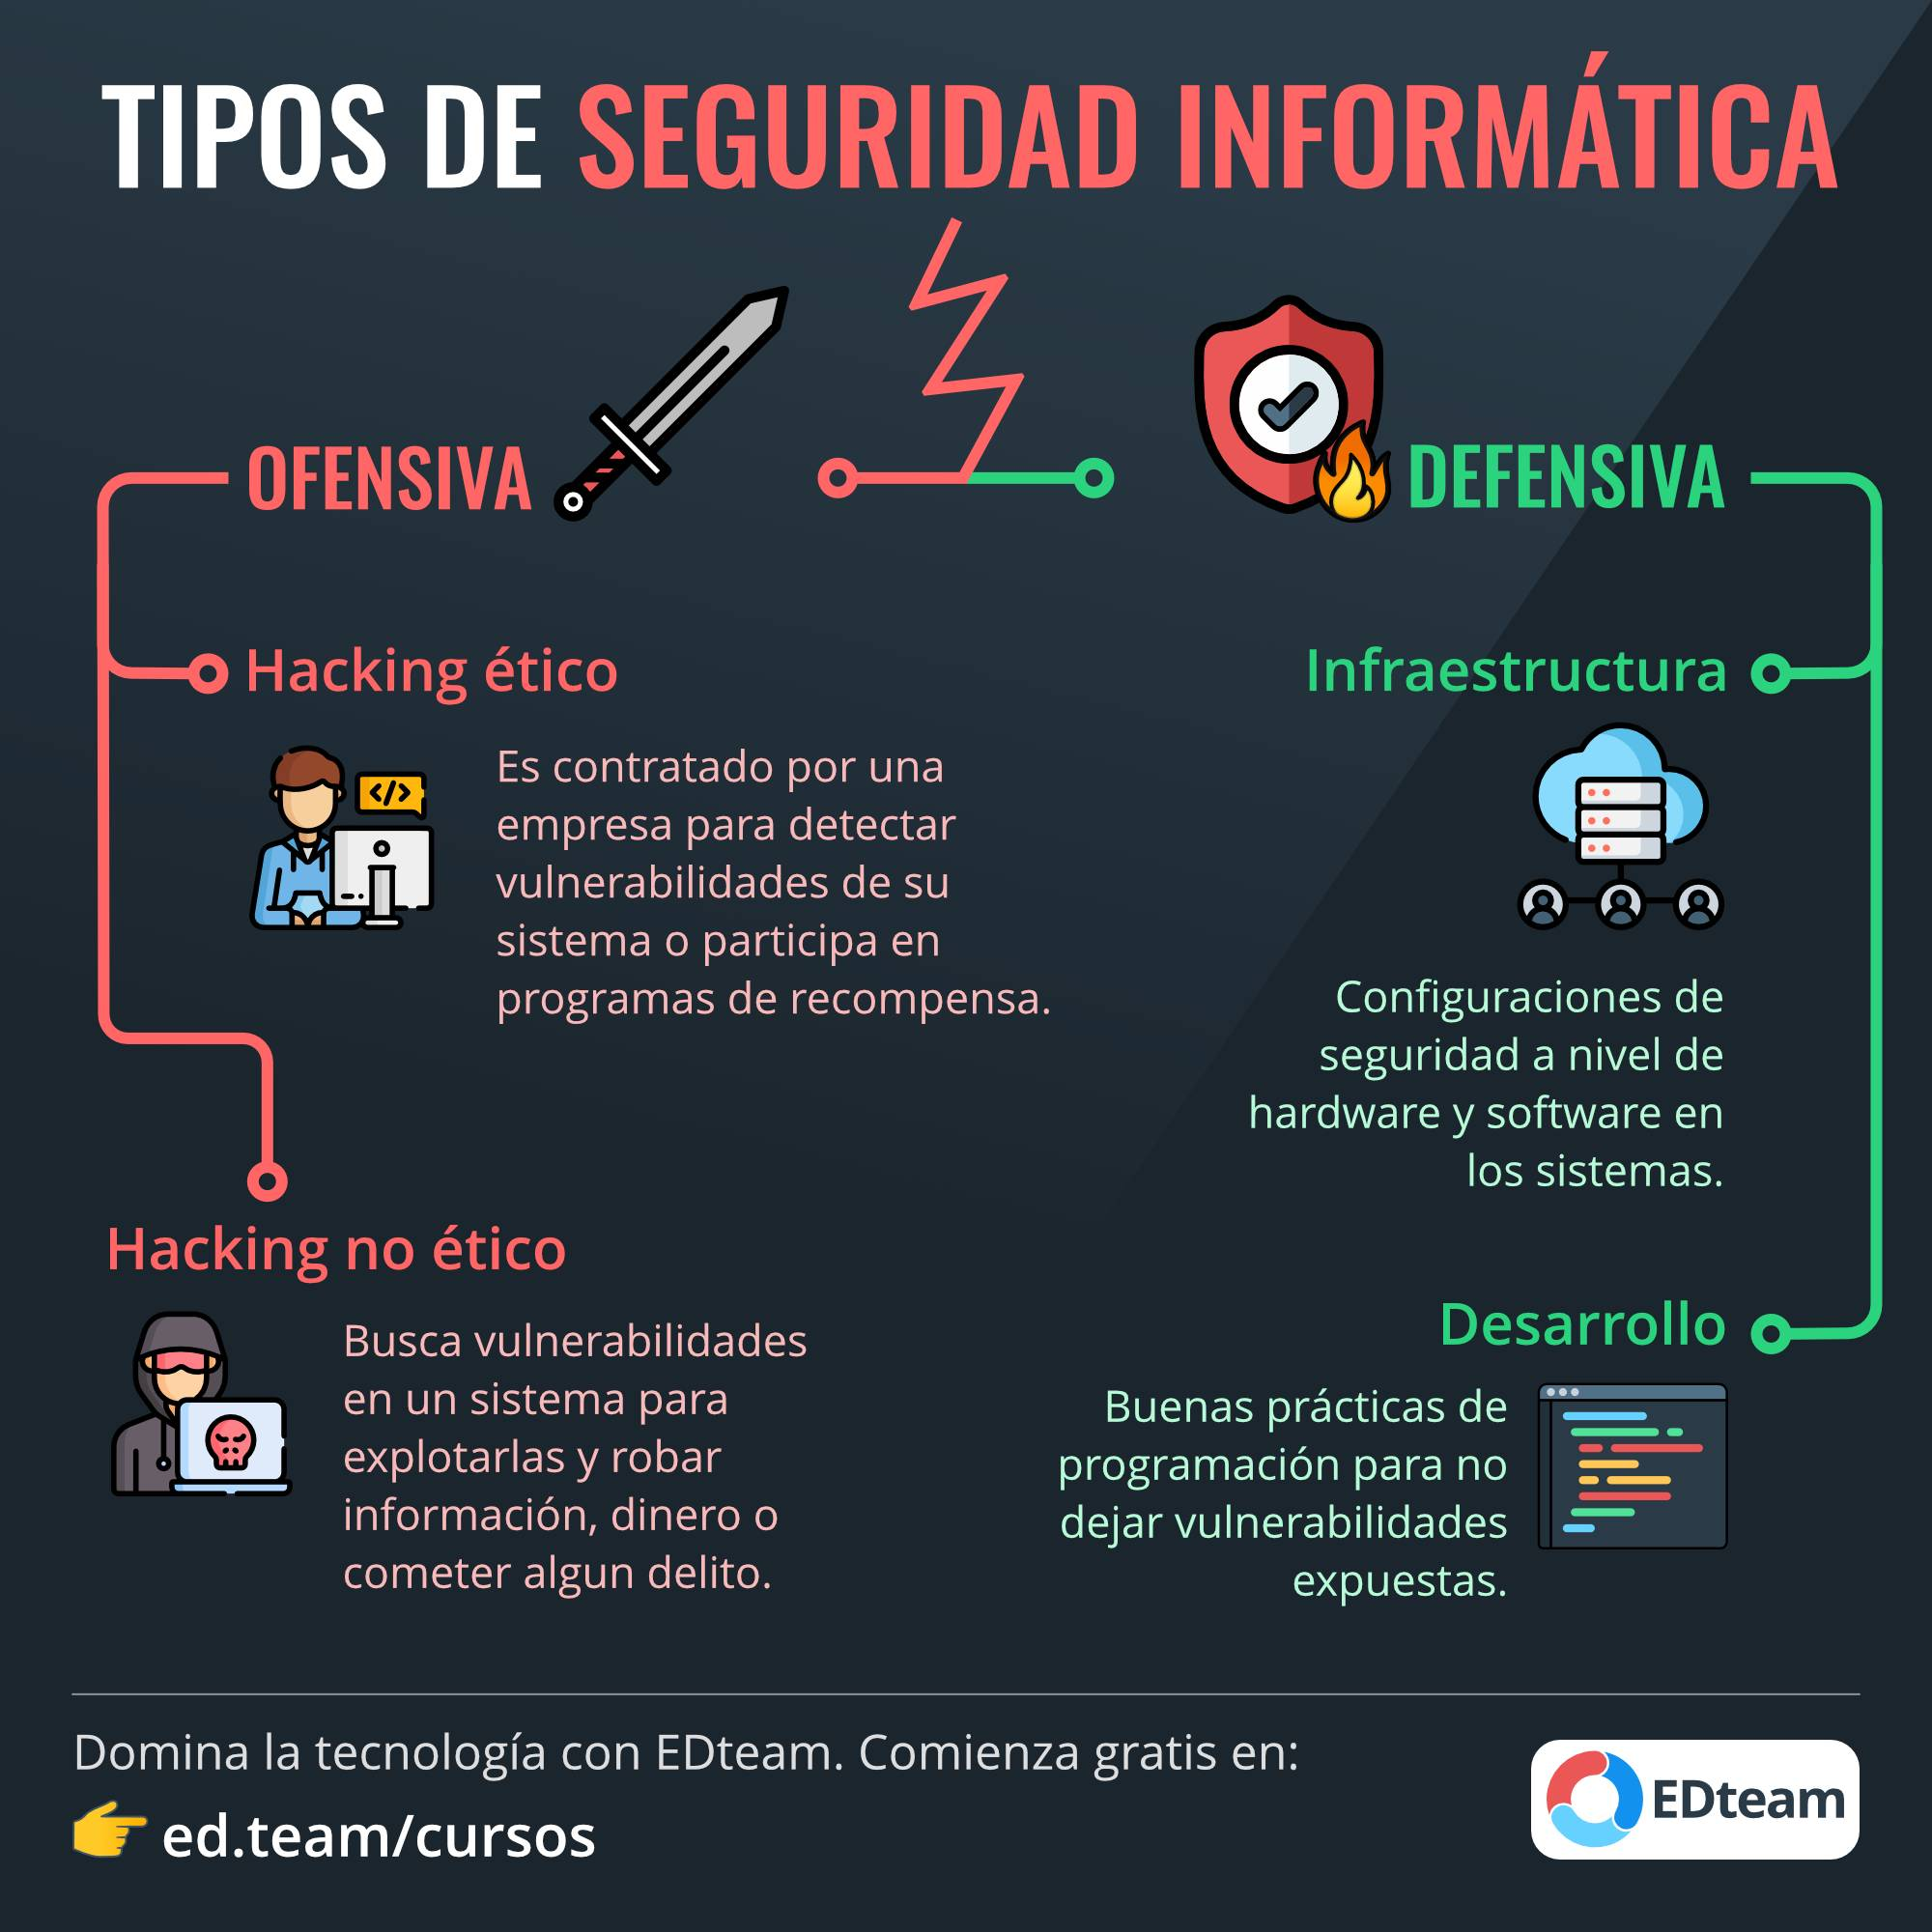 TIPOS DE SEGURIDAD INFORMÁTICA
OFENSIVA
Hacking ético
Es contratado por una
empresa para detectar
vulnerabilidades de su
sistema o participa en
programas de recompensa.
Hacking no ético
Busca vulnerabilidades
en un sistema para
explotarlas y robar
información, dinero o
cometer algun delito.
DEFENSIVA
Infraestructura
Configuraciones de
seguridad a nivel de
hardware y software en
los sistemas.
Desarrollo
Buenas prácticas de
programación para no
dejar vulnerabilidades
expuestas.
Domina la tecnología con EDteam. Comienza gratis en:
ed.team/cursos
EDteam